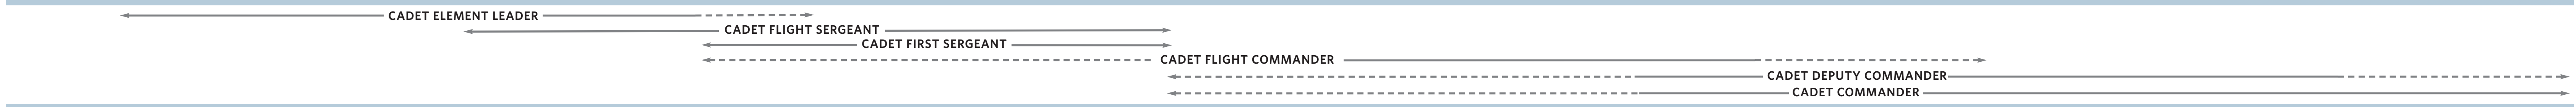 CADET ELEMENT LEADER
CADET FLIGHT SERGEANT
CADET FIRST SERGEANT
CADET FLIGHT COMMANDER
CADET DEPUTY COMMANDER
CADET COMMANDER